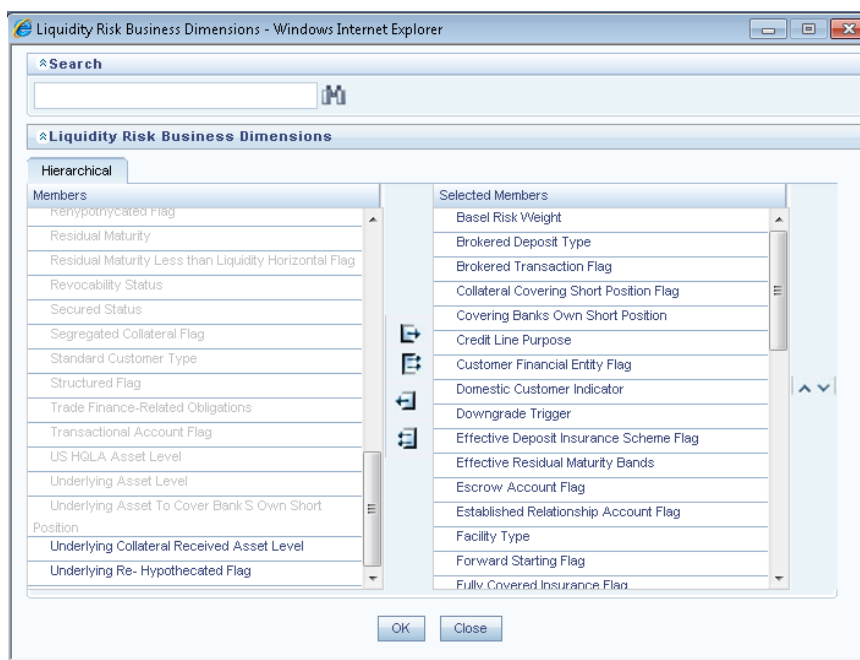 Liquidity Risk Business Dimensions - Windows Internet Explorer
Search
Liquidity Risk Business Dimensions
Hierarchical
Members
Rehypothycated Flag
Residual Maturity
Residual Maturity Less than Liquidity Horizontal Flag
Revocability Status
Secured Status
Segregated Collateral Flag
Standard Customer Type
Structured Flag
Trade Finance-Related Obligations
Transactional Account Flag
US HQLA Asset Level
Underlying Asset Level
Underlying Asset To Cover Bank S Own Short
Position
Underlying Collateral Received Asset Level
Underlying Re- Hypothecated Flag
Selected Members
Basel Risk Weight
Brokered Deposit Type
Brokered Transaction Flag
Collateral Covering Short Position Flag
Covering Banks Own Short Position
Credit Line Purpose
Customer Financial Entity Flag
Domestic Customer Indicator
Downgrade Trigger
Effective Deposit Insurance Scheme Flag
Effective Residual Maturity Bands
Escrow Account Flag
Established Relationship Account Flag
Facility Type
Forward Starting Flag
Fully Covered Insurance Flag
OK
Close